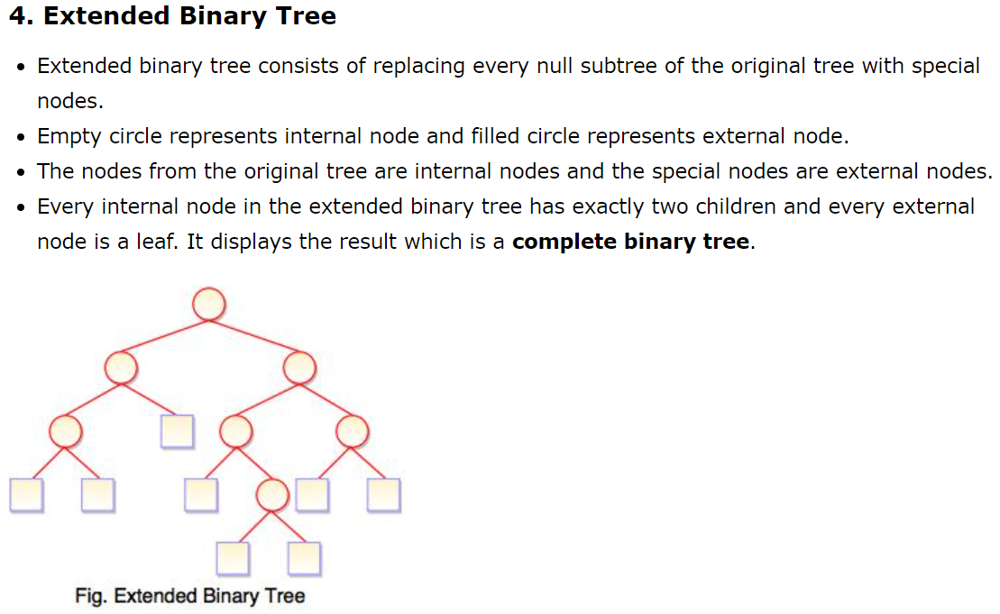 4. Extended Binary Tree
• Extended binary tree consists of replacing every null subtree of the original tree with special
nodes.
• Empty circle represents internal node and filled circle represents external node.
• The nodes from the original tree are internal nodes and the special nodes are external nodes.
• Every internal node in the extended binary tree has exactly two children and every external
node is a leaf. It displays the result which is a complete binary tree.
Fig. Extended Binary Tree